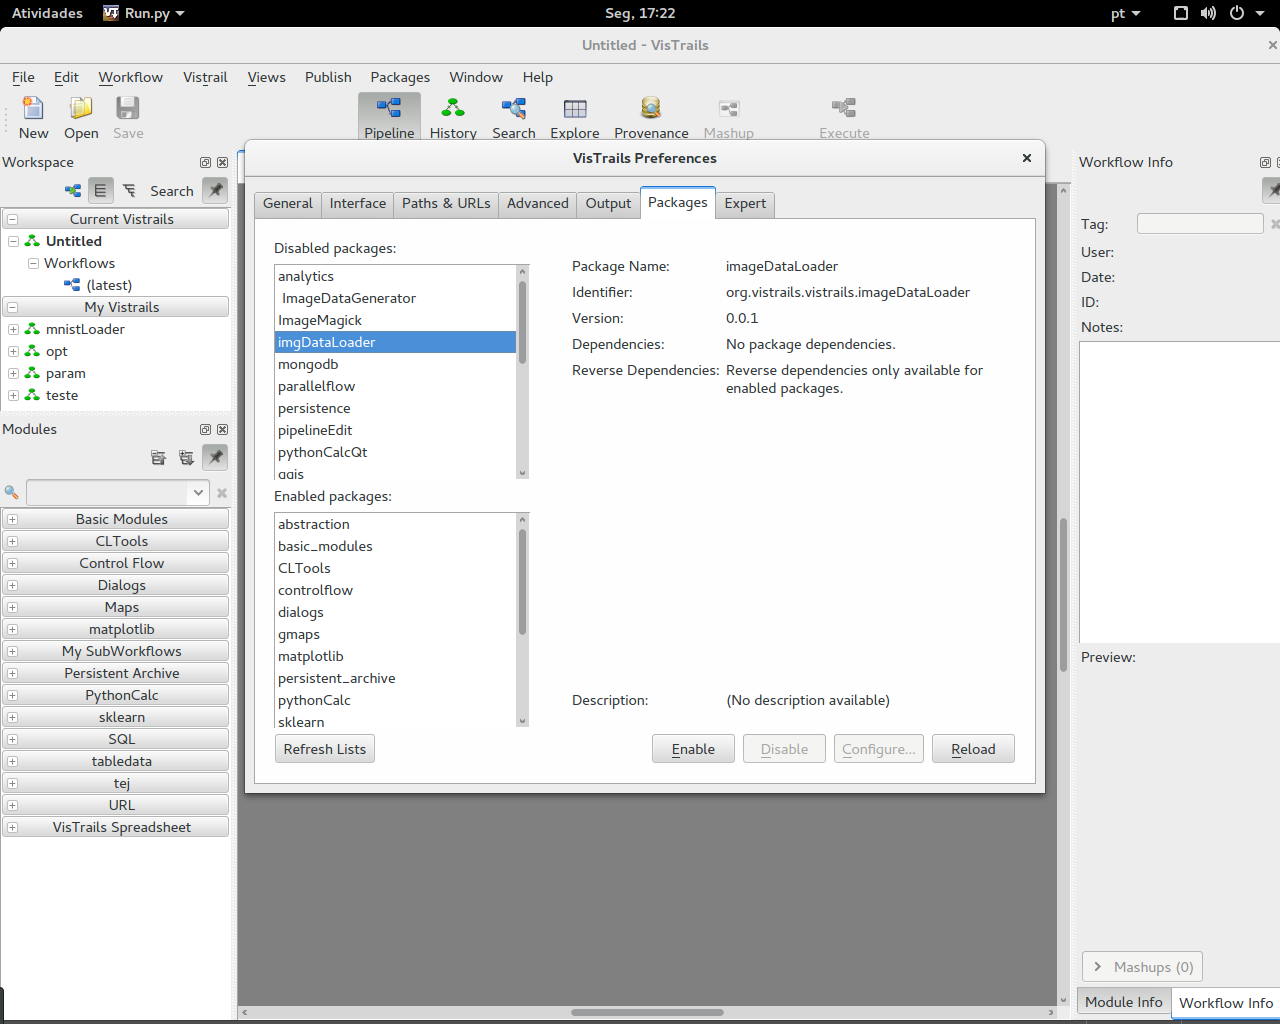 Atividades Run.py Seg, 17:22 pt
Untitled - VisTrails
File Edit Workflow Vistrail Views Publish Packages Window Help
New Open Save Pipeline History Search Explore Provenance Mashup Execute
Workspace
Search
Current Vistrails
Untitled
Workflows
(latest)
My Vistrails
mnistLoader
opt
param
teste
Modules
Basic Modules
CLTools
Control Flow
Dialogs
Maps
matplotlib
My SubWorkflows
Persistent Archive
PythonCalc
sklearn
SQL
tabledata
tej
URL
VisTrails Spreadsheet
VisTrails Preferences
General Interface Paths & URLs Advanced Output Packages Expert
Disabled packages:
analytics
ImageDataGenerator
ImageMagick
imgDataLoader
mongodb
parallelflow
persistence
pipelineEdit
pythonCalcQt
qgis
Enabled packages:
abstraction
basic_modules
CLTools
controlflow
dialogs
gmaps
matplotlib
persistent_archive
pythonCalc
sklearn
Refresh Lists
Package Name: imageDataLoader
Identifier: org.vistrails.vistrails.imageDataLoader
Version: 0.0.1
Dependencies: No package dependencies.
Reverse Dependencies: Reverse dependencies only available for
enabled packages.
Description: (No description available)
Enable Disable Configure... Reload
Workflow Info
Tag:
User:
Date:
ID:
Notes:
Preview:
Mashups (0)
Module Info Workflow Info